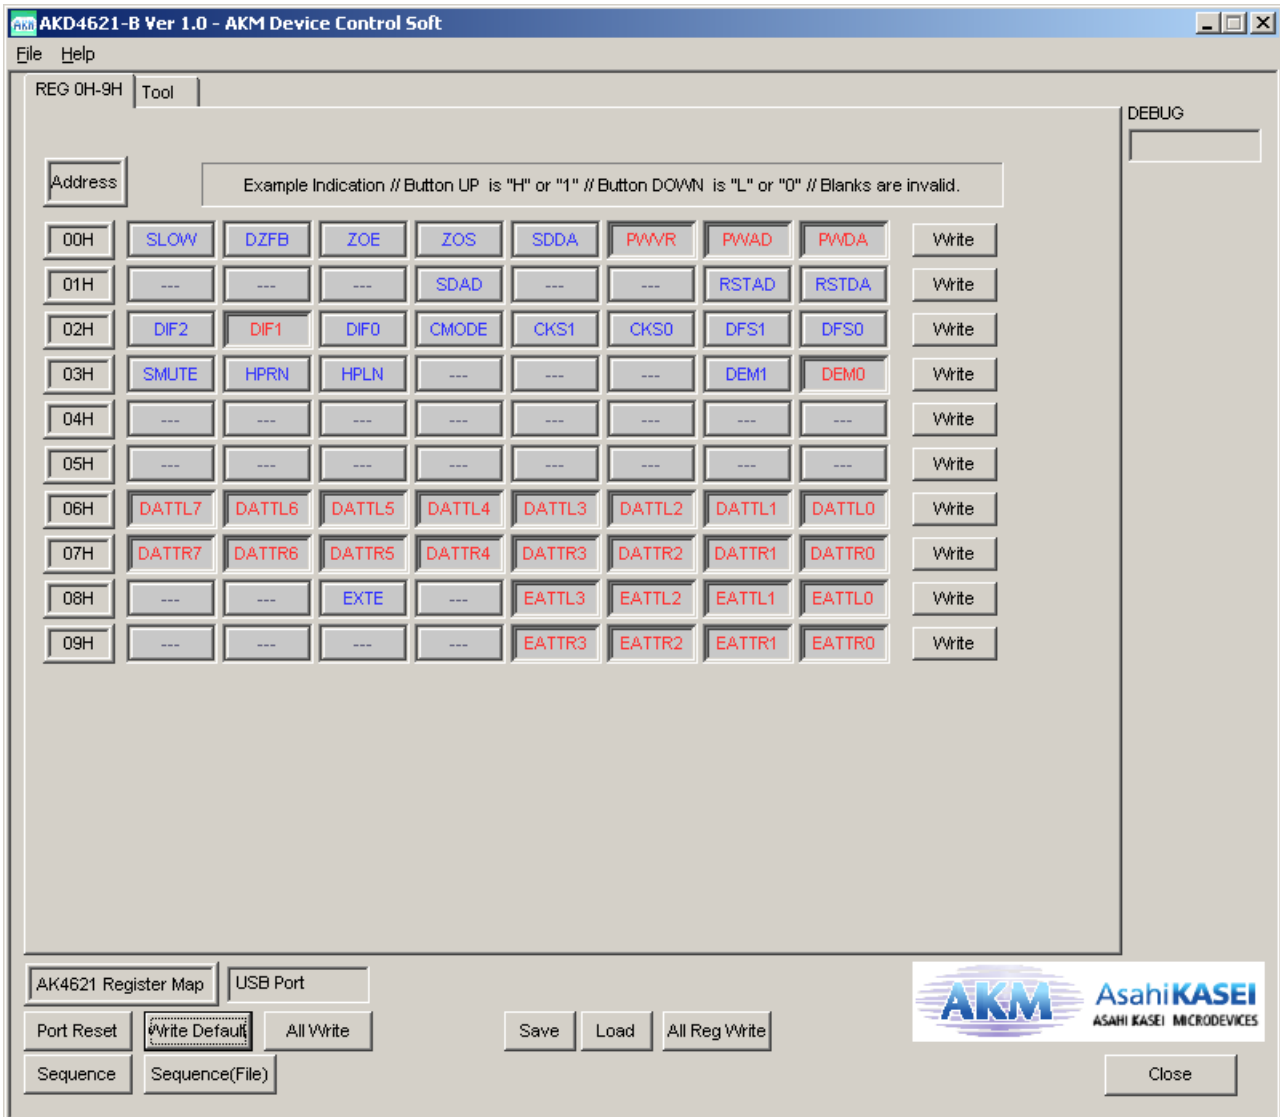 AKM AKD4621-B Ver 1.0 - AKM Device Control Soft
File Help
REG 0H-9H Tool
DEBUG
Address Example Indication // Button UP is "H" or "1" // Button DOWN is "L" or "0" // Blanks are invalid.
00H SLOW DZFB ZOE ZOS SDDA PWVR PWAD PWDA Write
01H --- --- --- SDAD --- --- RSTAD RSTDA Write
02H DIF2 DIF1 DIF0 CMODE CKS1 CKS0 DFS1 DFS0 Write
03H SMUTE HPRN HPLN --- --- --- DEM1 DEM0 Write
04H --- --- --- --- --- --- --- --- Write
05H --- --- --- --- --- --- --- --- Write
06H DATTL7 DATTL6 DATTL5 DATTL4 DATTL3 DATTL2 DATTL1 DATTL0 Write
07H DATTR7 DATTR6 DATTR5 DATTR4 DATTR3 DATTR2 DATTR1 DATTR0 Write
08H --- --- EXTE --- EATTL3 EATTL2 EATTL1 EATTL0 Write
09H --- --- --- --- EATTR3 EATTR2 EATTR1 EATTR0 Write
AK4621 Register Map USB Port
AKM AsahiKASEI
ASAHI KASEI MICRODEVICES
Port Reset Write Default All Write Save Load All Reg Write
Sequence Sequence(File) Close